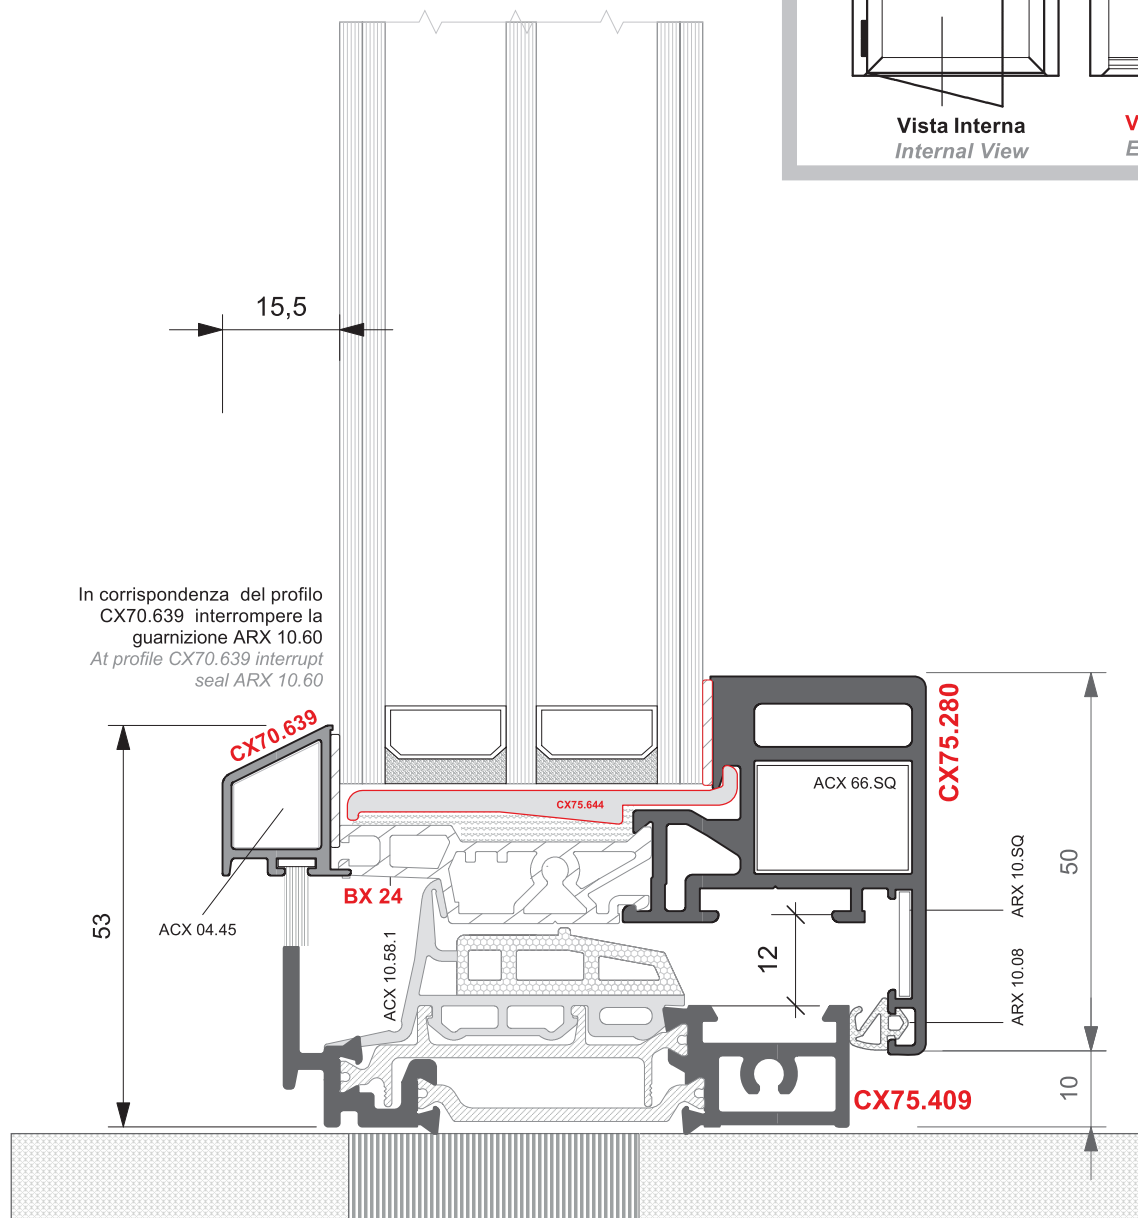 Vista Interna
Internal View
V
E
15,5
In corrispondenza del profilo
CX70.639 interrompere la
guarnizione ARX 10.60
At profile CX70.639 interrupt
seal ARX 10.60
CX70.639
CX75.280
ACX 66.SQ
CX75.644
50
ARX 10.SQ
BX 24
53
ACX 04.45
ACX 10.58.1
12
ARX 10.08
10
CX75.409